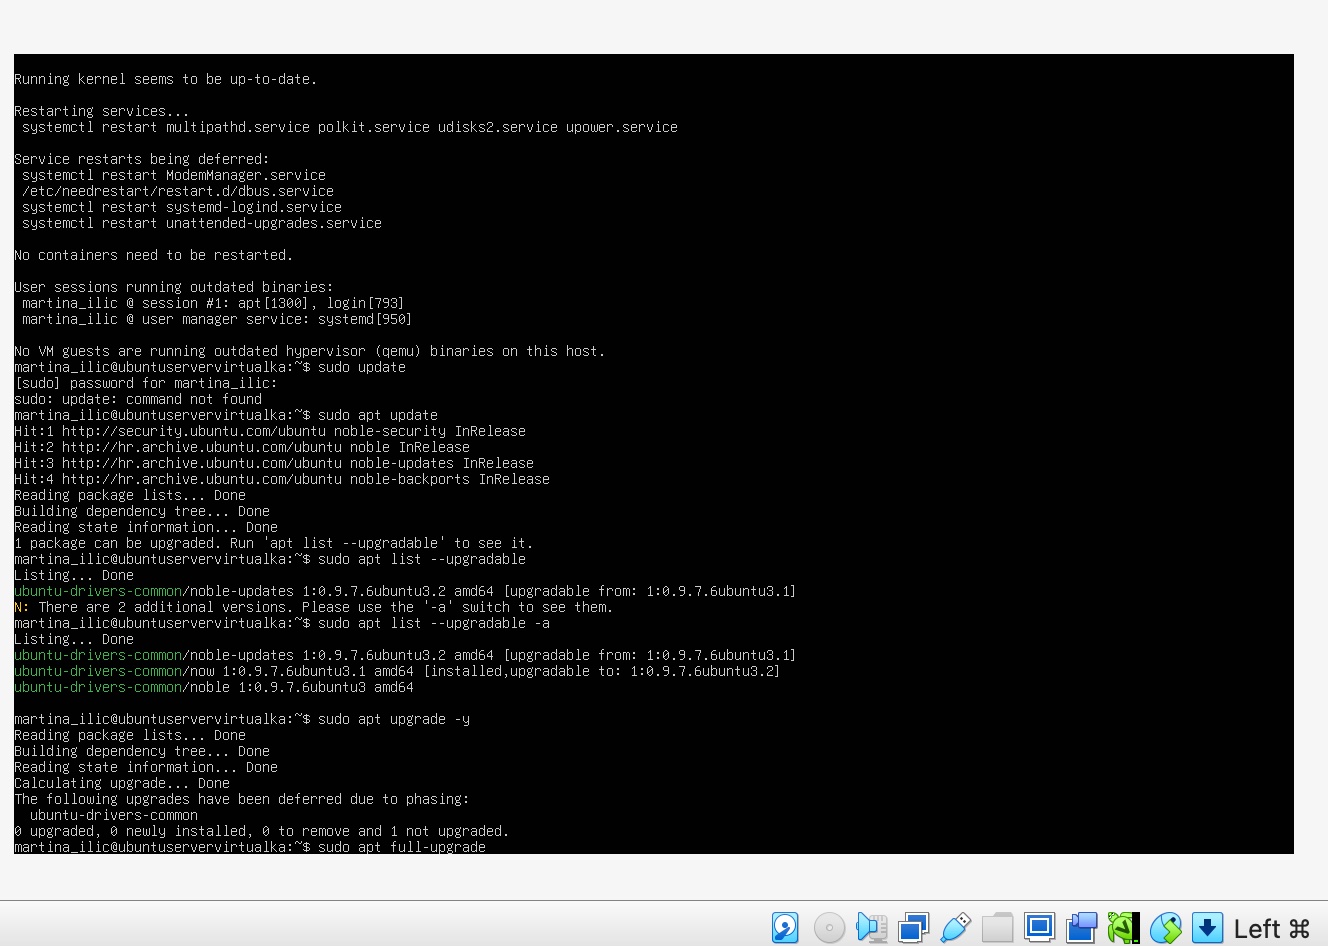 Running kernel seems to be up-to-date.
Restarting services...
systemctl restart multipathd.service polkit.service udisks2.service upower.service
Service restarts being deferred:
systemctl restart ModemManager.service
/etc/needrestart/restart.d/dbus.service
systemctl restart systemd-logind.service
systemctl restart unattended-upgrades.service
No containers need to be restarted.
User sessions running outdated binaries:
martina_ilic @ session #1: apt[1300], login[793]
martina_ilic @ user manager service: systemd[950]
No VM guests are running outdated hypervisor (qemu) binaries on this host.
martina_ilic@ubuntuservervirtualka:~$ sudo update
[sudo] password for martina_ilic:
sudo: update: command not found
martina_ilic@ubuntuservervirtualka:~$ sudo apt update
Hit:1 http://security.ubuntu.com/ubuntu noble-security InRelease
Hit:2 http://hr.archive.ubuntu.com/ubuntu noble InRelease
Hit:3 http://hr.archive.ubuntu.com/ubuntu noble-updates InRelease
Hit:4 http://hr.archive.ubuntu.com/ubuntu noble-backports InRelease
Reading package lists... Done
Building dependency tree... Done
Reading state information... Done
1 package can be upgraded. Run 'apt list --upgradable' to see it.
martina_ilic@ubuntuservervirtualka:~$ sudo apt list --upgradable
Listing... Done
ubuntu-drivers-common/noble-updates 1:0.9.7.6ubuntu3.2 amd64 [upgradable from: 1:0.9.7.6ubuntu3.1]
N: There are 2 additional versions. Please use the '-a' switch to see them.
martina_ilic@ubuntuservervirtualka:~$ sudo apt list --upgradable -a
Listing... Done
ubuntu-drivers-common/noble-updates 1:0.9.7.6ubuntu3.2 amd64 [upgradable from: 1:0.9.7.6ubuntu3.1]
ubuntu-drivers-common/now 1:0.9.7.6ubuntu3.1 amd64 [installed,upgradable to: 1:0.9.7.6ubuntu3.2]
ubuntu-drivers-common/noble 1:0.9.7.6ubuntu3 amd64
martina_ilic@ubuntuservervirtualka:~$ sudo apt upgrade -y
Reading package lists... Done
Building dependency tree... Done
Reading state information... Done
Calculating upgrade... Done
The following upgrades have been deferred due to phasing:
ubuntu-drivers-common
0 upgraded, 0 newly installed, 0 to remove and 1 not upgraded.
martina_ilic@ubuntuservervirtualka:~$ sudo apt full-upgrade
Left ⌘